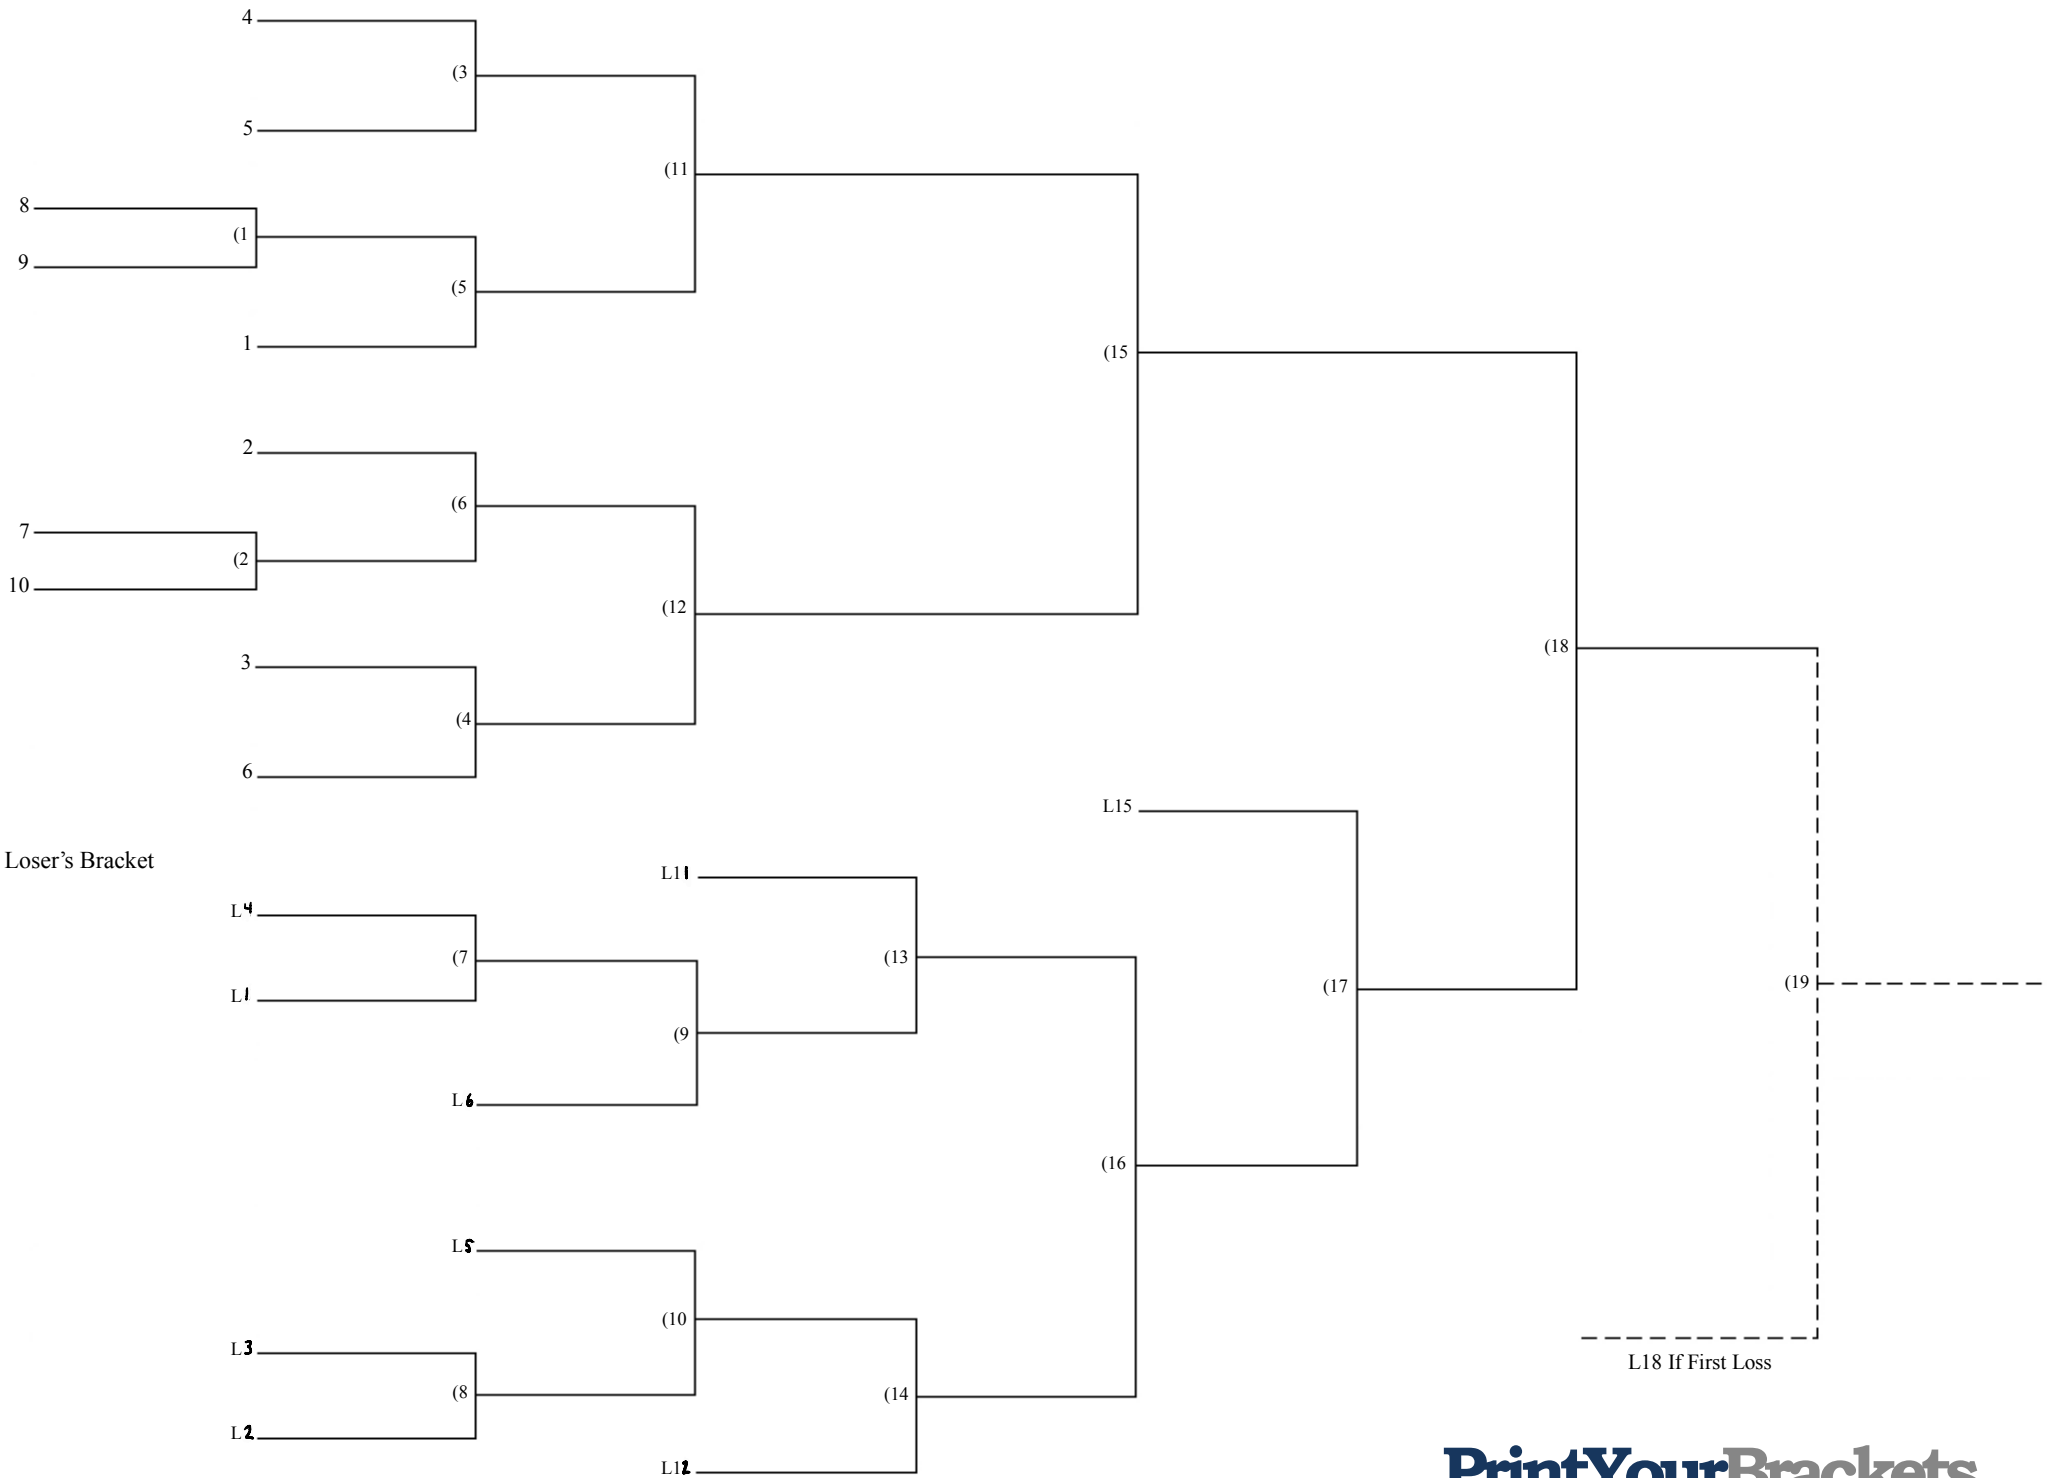 4
(3
5
(11
8
(1
9
(5
1
(15
2
(6
7
(2
10
(12
3
(4
6
(18
L15
Loser’s Bracket
L11
L4
(7
(13
L1
(9
(17
(19
L6
(16
L5
(10
L3
(8
(14
L2
L12
L18 If First Loss
PrintYourBrackets